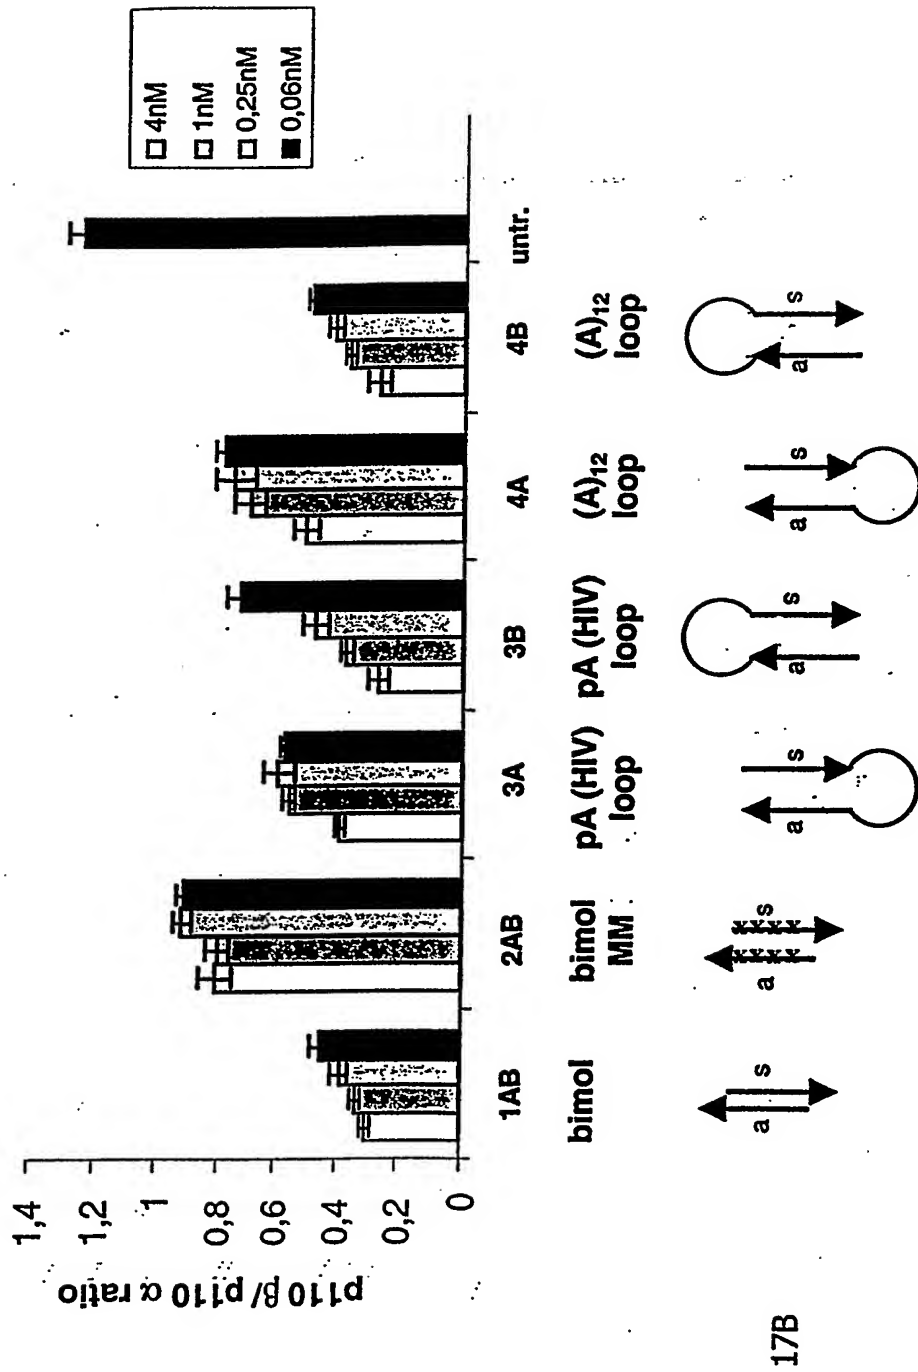 p110 β/ p110 α ratio
1,4
1,2
1
0,8
0,6
0,4
0,2
0
4nM
1nM
0,25nM
0,06nM
1AB
2AB
3A
3B
4A
4B
untr.
bimol
bimol
MM
pA (HIV)
loop
pA (HIV)
loop
(A)12
loop
(A)12
loop
a
s
a
s
a
s
a
s
a
s
a
s
17B